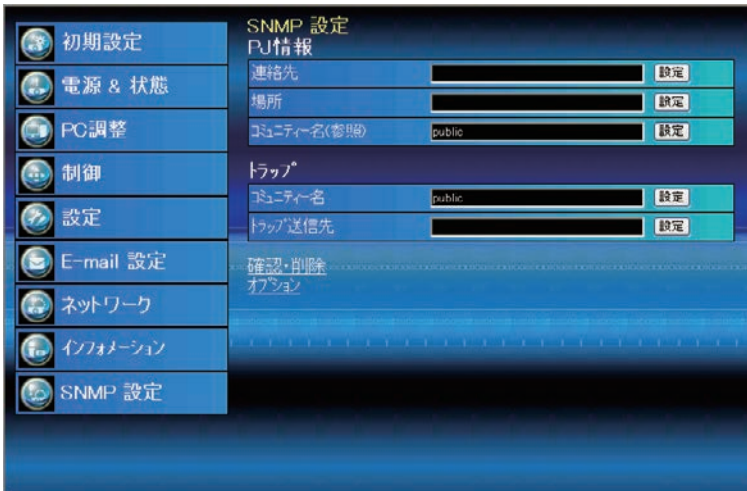 初期設定
電源 & 状態
PC調整
制御
設定
E-mail 設定
ネットワーク
インフォメーション
SNMP 設定
SNMP 設定
PJ情報
連絡先 設定
場所 設定
コミュニティー名(参照) public 設定
トラップ
コミュニティー名 public 設定
トラップ送信先 設定
確認・削除
オプション